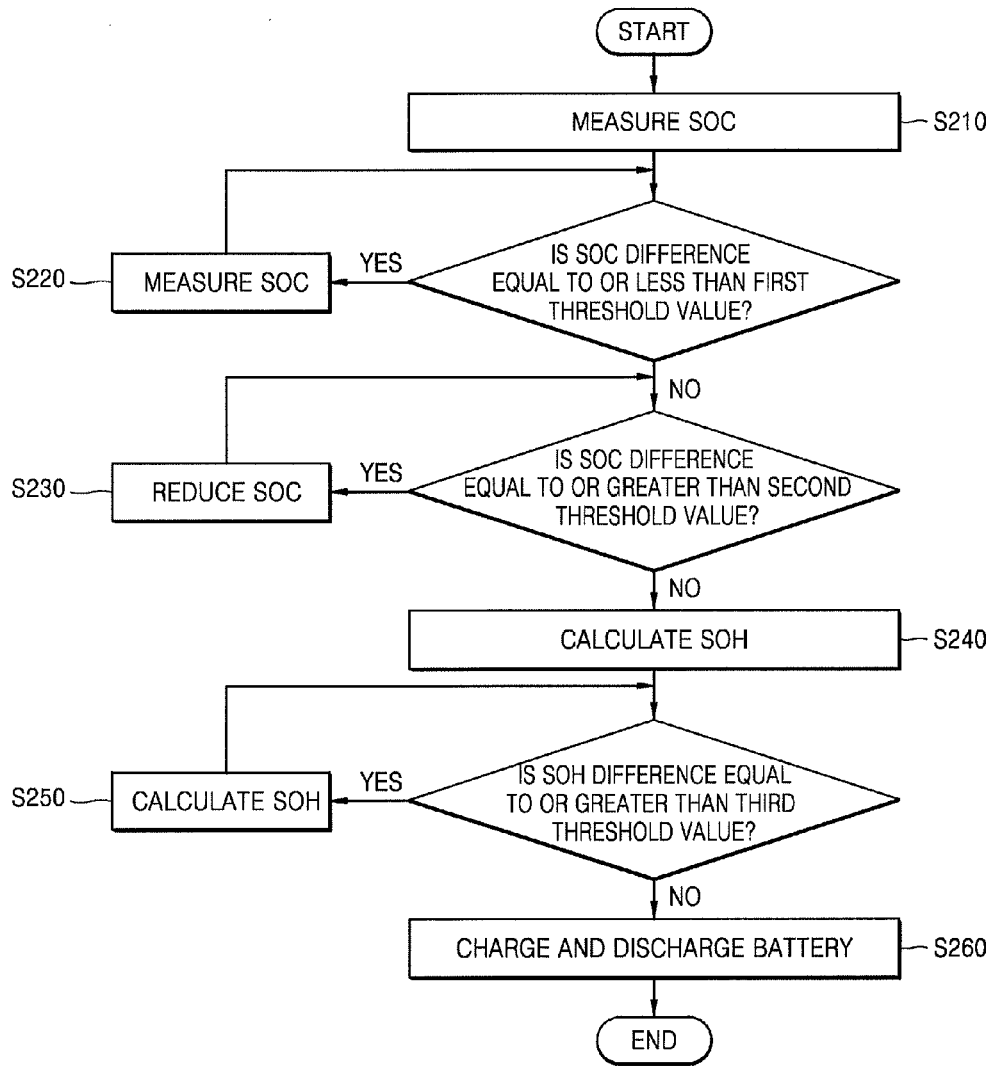 START
MEASURE SOC
S210
IS SOC DIFFERENCE
EQUAL TO OR LESS THAN FIRST
THRESHOLD VALUE?
YES
MEASURE SOC
S220
NO
IS SOC DIFFERENCE
EQUAL TO OR GREATER THAN SECOND
THRESHOLD VALUE?
YES
REDUCE SOC
S230
NO
CALCULATE SOH
S240
IS SOH DIFFERENCE EQUAL
TO OR GREATER THAN THIRD
THRESHOLD VALUE?
YES
CALCULATE SOH
S250
NO
CHARGE AND DISCHARGE BATTERY
S260
END